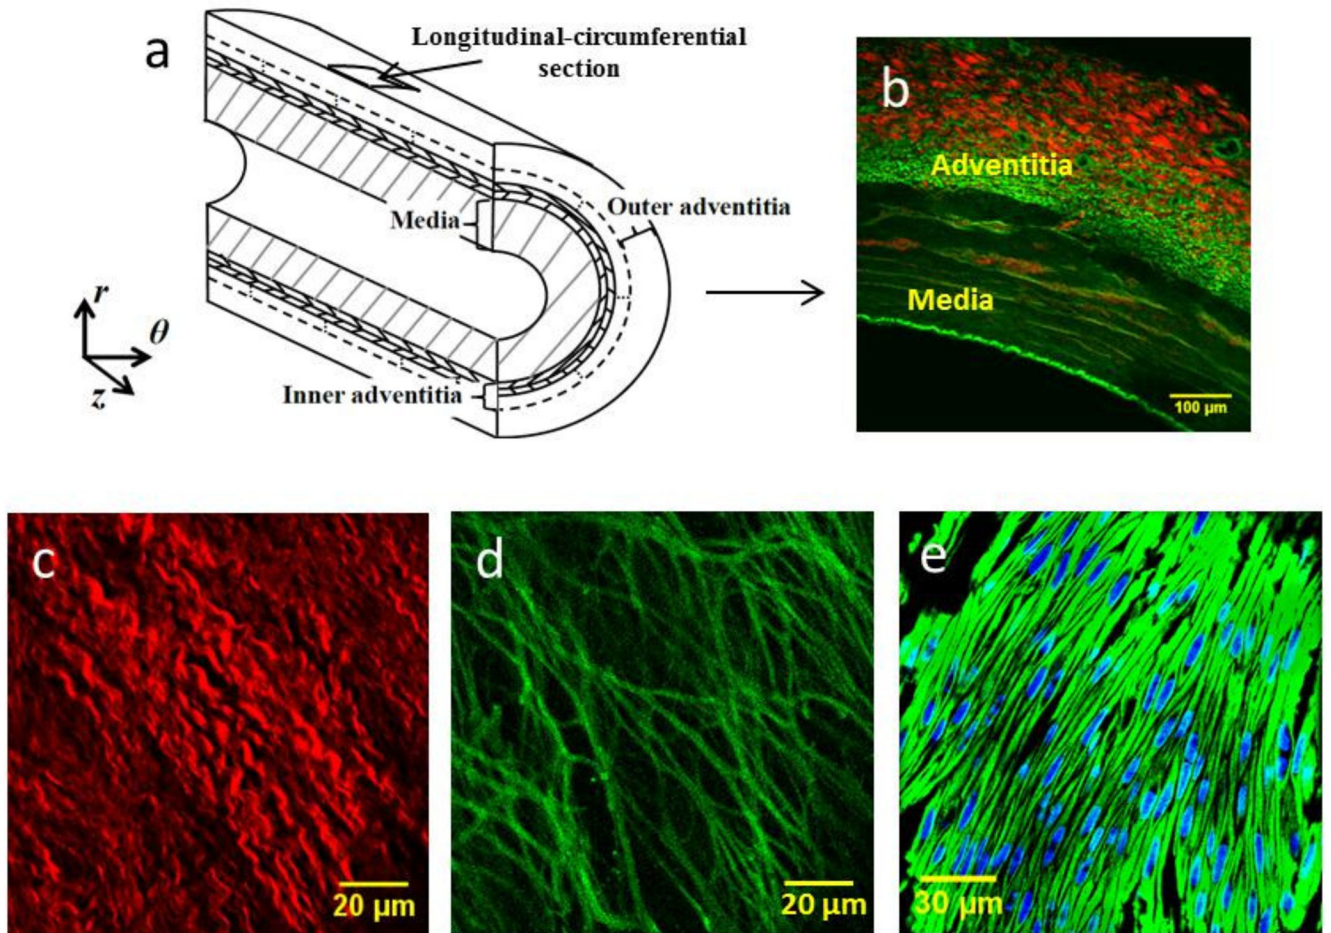 a
Longitudinal-circumferential
section
Media
Outer adventitia
Inner adventitia
r
θ
z
b
Adventitia
Media
100 µm
c
20 µm
d
20 µm
e
30 µm